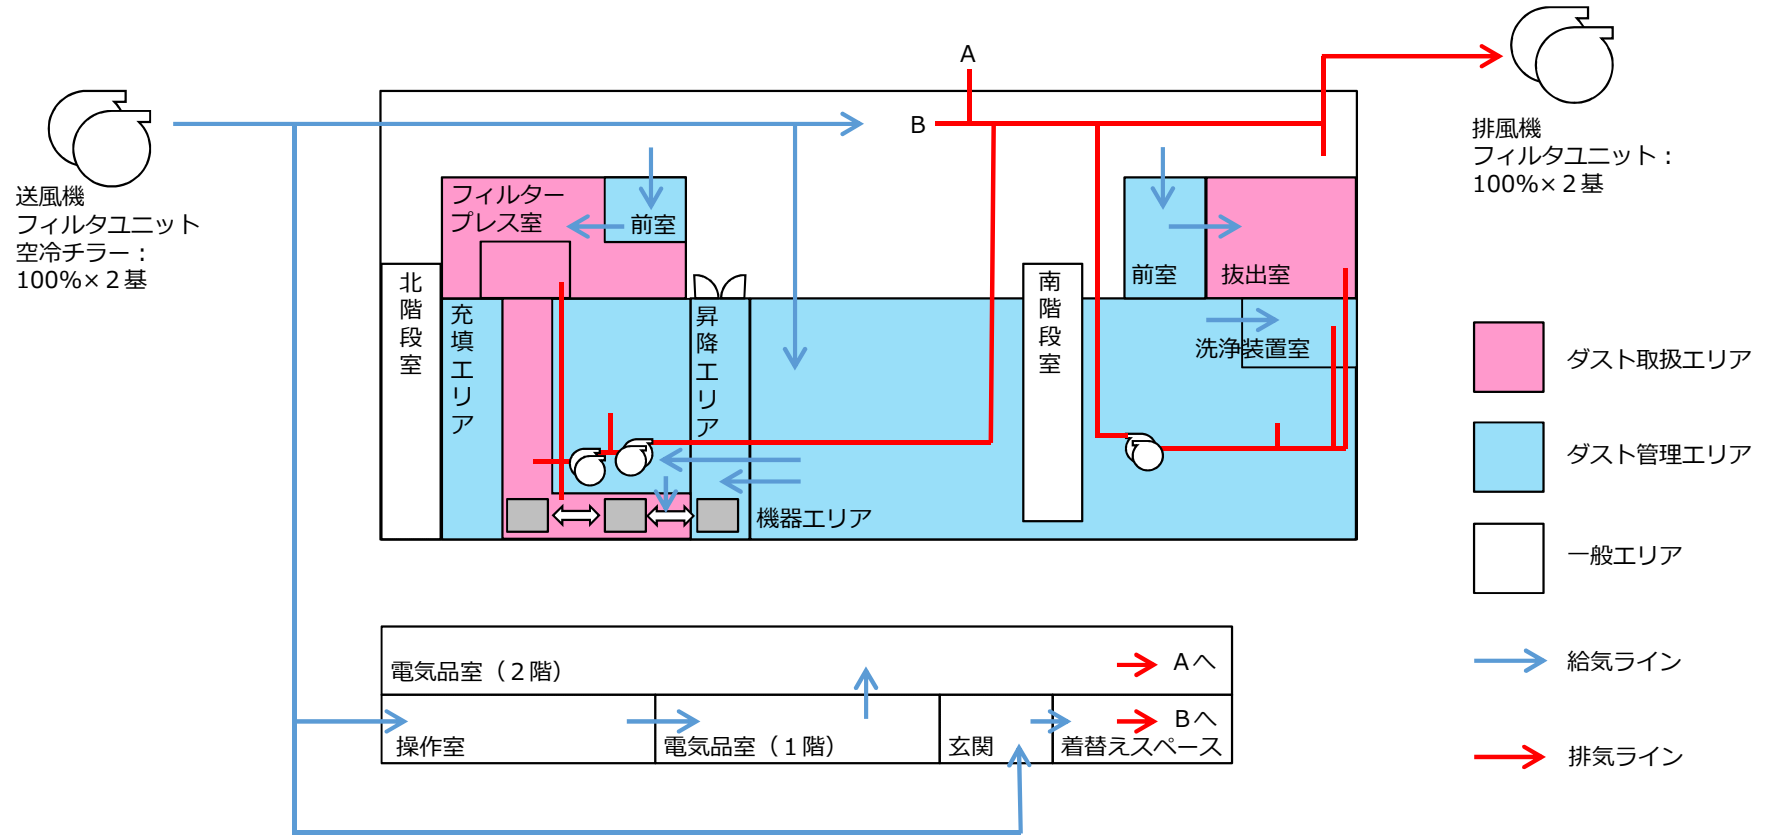 A
B
送風機
フィルタユニット
空冷チラー：
100%×２基
排風機
フィルタユニット：
100%×２基
フィルター
プレス室
前室
北階段室
充填エリア
昇降エリア
機器エリア
南階段室
前室
抜出室
洗浄装置室
ダスト取扱エリア
ダスト管理エリア
一般エリア
給気ライン
排気ライン
電気品室（２階）
Aへ
操作室
電気品室（１階）
玄関
着替えスペース
Bへ